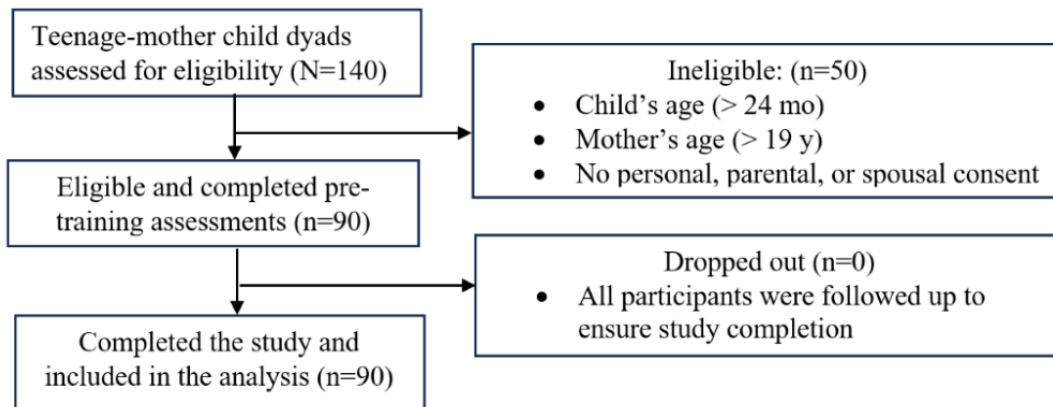 Teenage-mother child dyads
assessed for eligibility (N=140)
Ineligible: (n=50)
• Child's age (> 24 mo)
• Mother's age (> 19 y)
• No personal, parental, or spousal consent
Eligible and completed pre-
training assessments (n=90)
Dropped out (n=0)
• All participants were followed up to
ensure study completion
Completed the study and
included in the analysis (n=90)